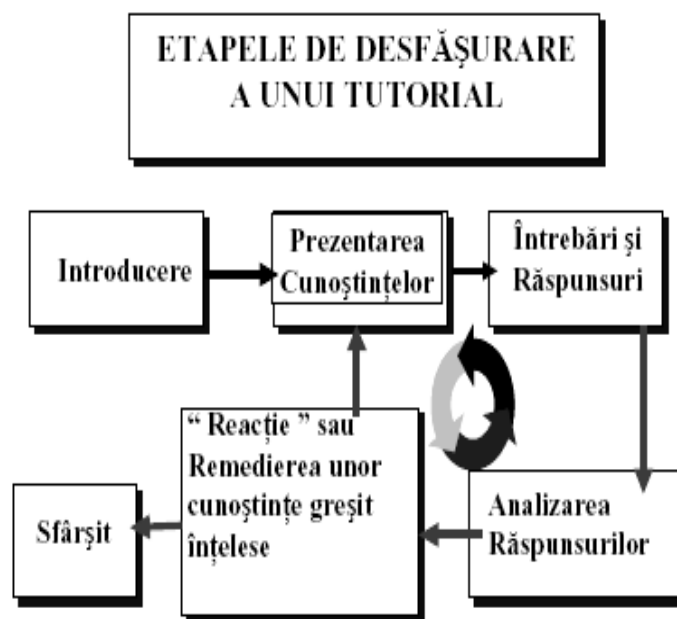 ETAPELE DE DESFĂŞURARE
A UNUI TUTORIAL
Introducere
Prezentarea
Cunoştinţelor
Întrebări şi
Răspunsuri
“ Reacţie ” sau
Remedierea unor
cunoştinţe greşit
înţelese
Analizarea
Răspunsurilor
Sfârşit